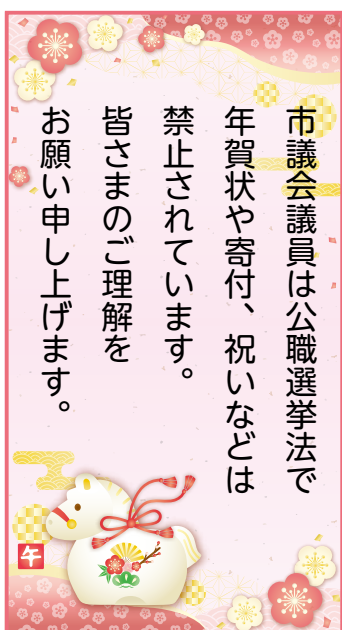 市議会議員は公職選挙法で
年賀状や寄付、祝いなどは
禁止されています。
皆さまのご理解を
お願い申し上げます。
午